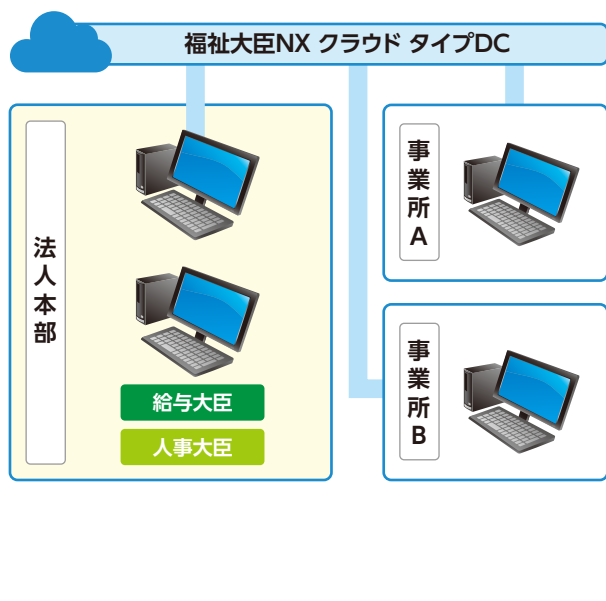 福祉大臣NX クラウド タイプDC
法人本部
給与大臣
人事大臣
事業所A
事業所B